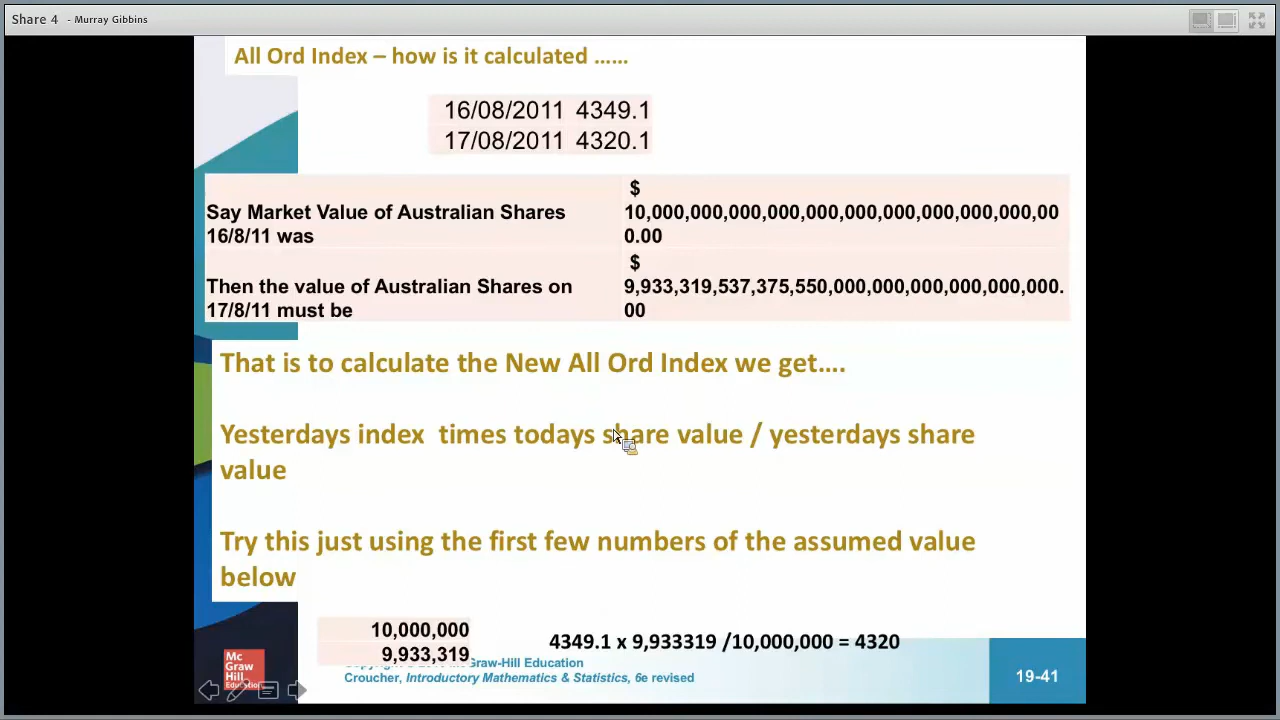 Share 4 - Murray Gibbins
All Ord Index – how is it calculated ……
16/08/2011 4349.1
17/08/2011 4320.1
$
Say Market Value of Australian Shares 10,000,000,000,000,000,000,000,000,000,000,00
16/8/11 was 0.00
$
Then the value of Australian Shares on 9,933,319,537,375,550,000,000,000,000,000,000.
17/8/11 must be 00
That is to calculate the New All Ord Index we get….
Yesterdays index times todays share value / yesterdays share
value
Try this just using the first few numbers of the assumed value
below
10,000,000
9,933,319
4349.1 x 9,933319 /10,000,000 = 4320
Mc
Graw
Hill
Education
Graw-Hill Education
Croucher, Introductory Mathematics & Statistics, 6e revised
19-41